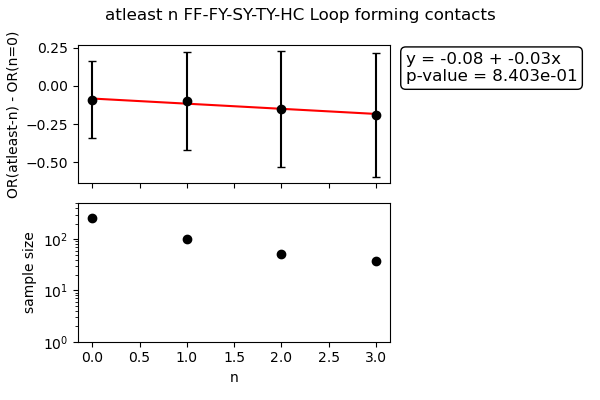 atleast n FF-FY-SY-TY-HC Loop forming contacts
OR(atleast-n) - OR(n=0)
0.25
0.00
−0.25
−0.50
y = -0.08 + -0.03x
p-value = 8.403e-01
sample size
10²
10¹
10⁰
0.0 0.5 1.0 1.5 2.0 2.5 3.0
n